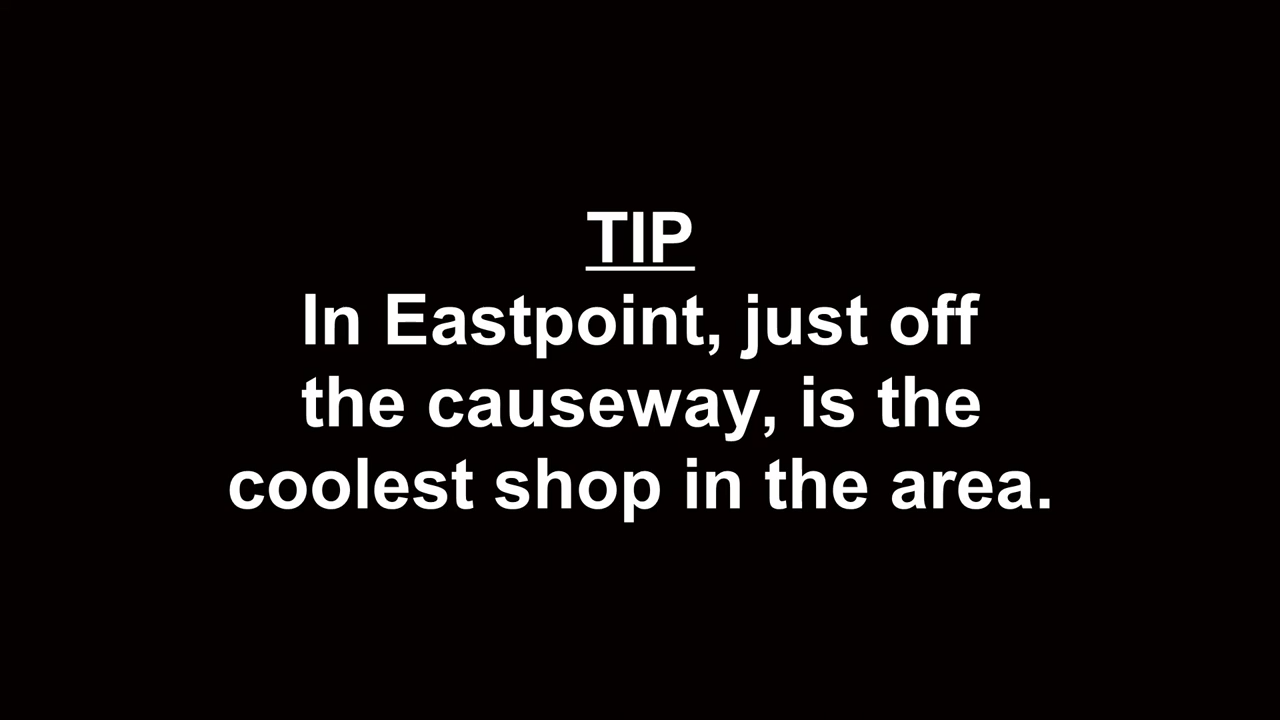 TIP
In Eastpoint, just off
the causeway, is the
coolest shop in the area.